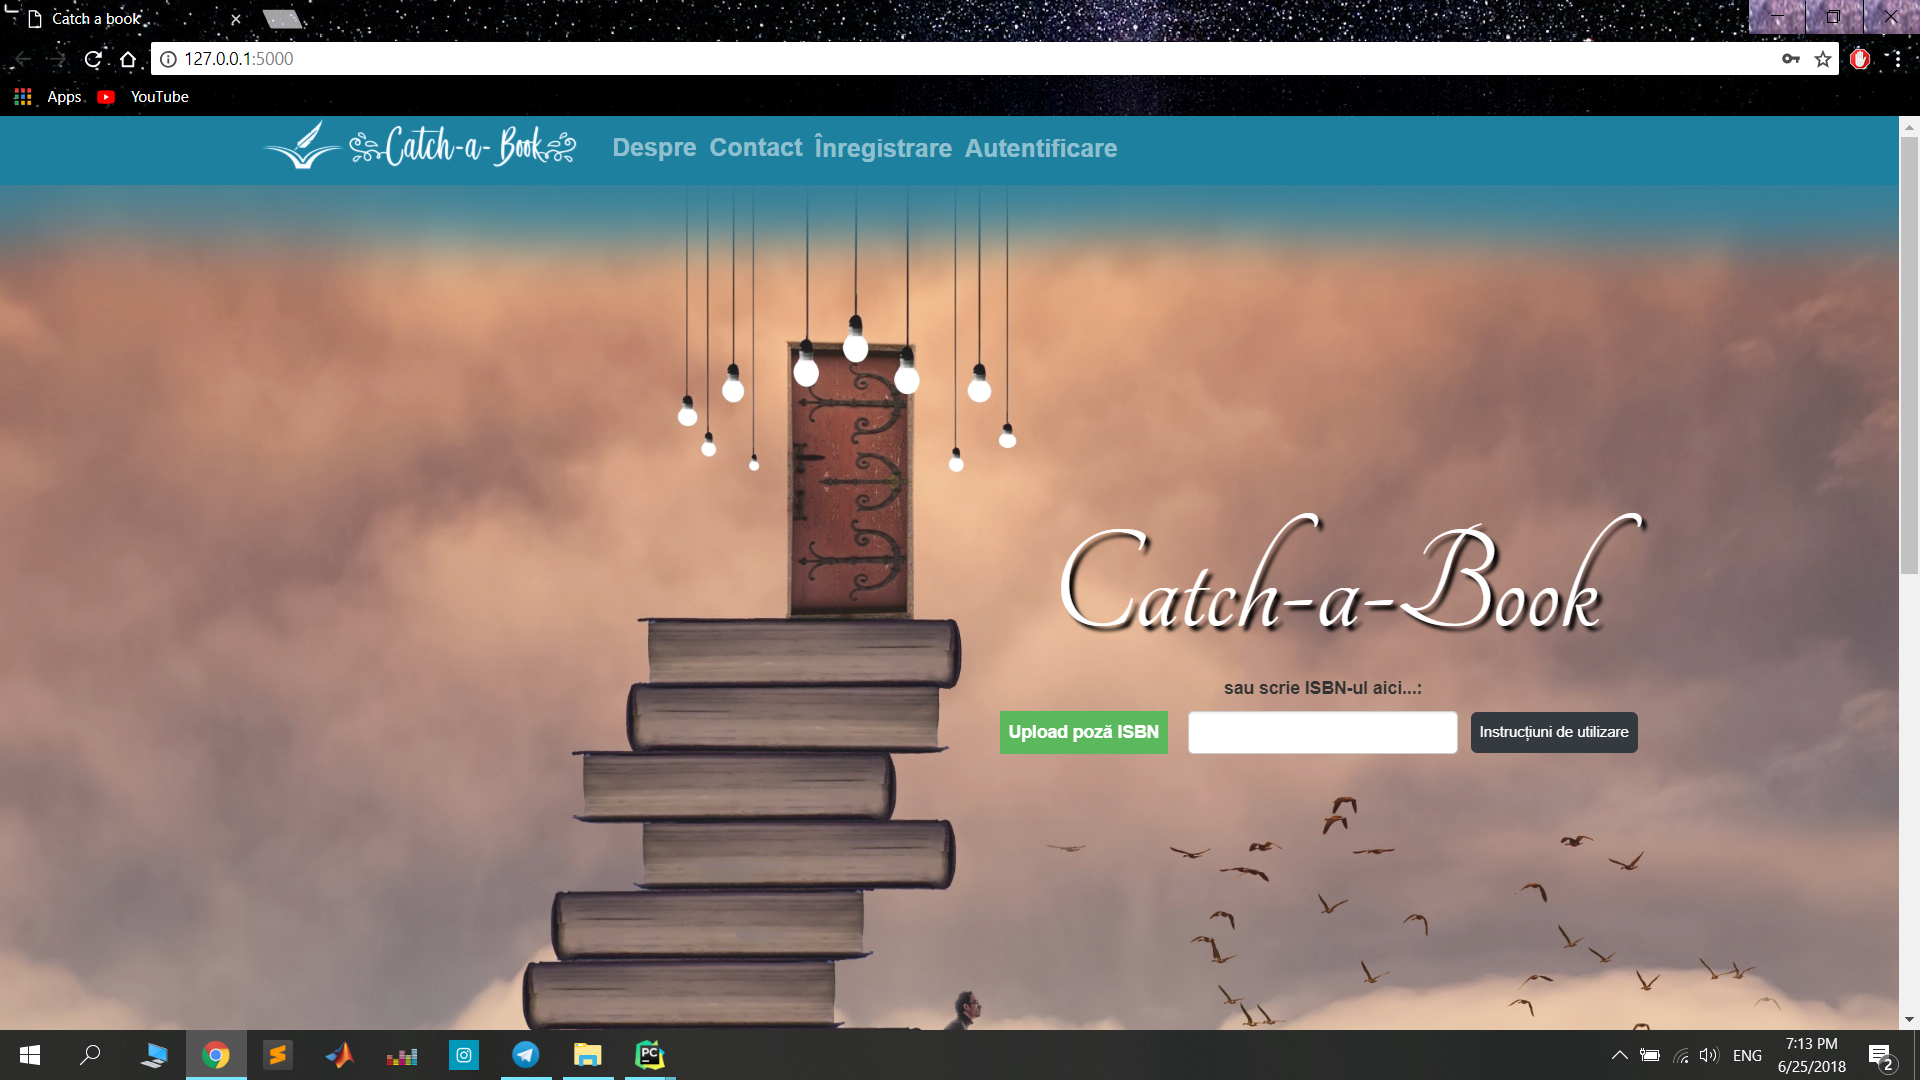 Catch a book
127.0.0.1:5000
Apps YouTube
Catch-a-Book Despre Contact Înregistrare Autentificare
Catch-a-Book
sau scrie ISBN-ul aici...:
Upload poză ISBN Instrucțiuni de utilizare
PC
ENG 7:13 PM
6/25/2018
2